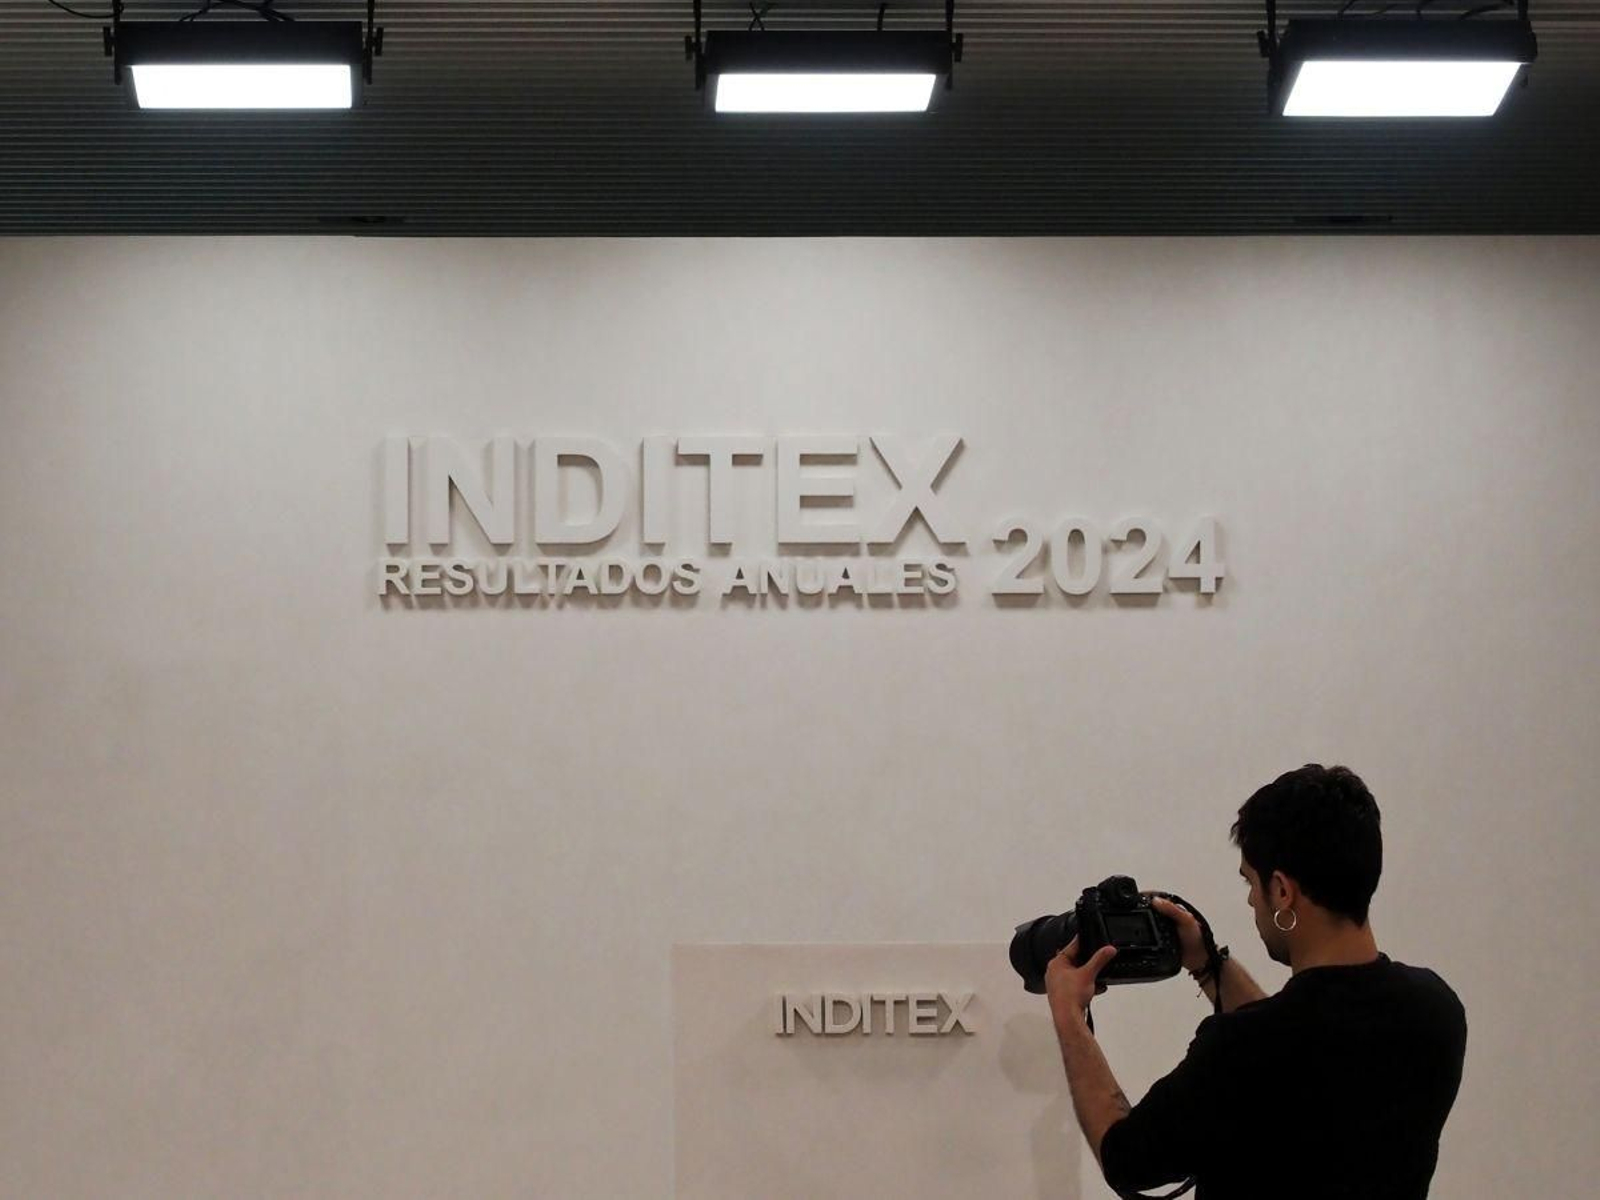 INDITEX
RESULTADOS ANUALES 2024
INDITEX